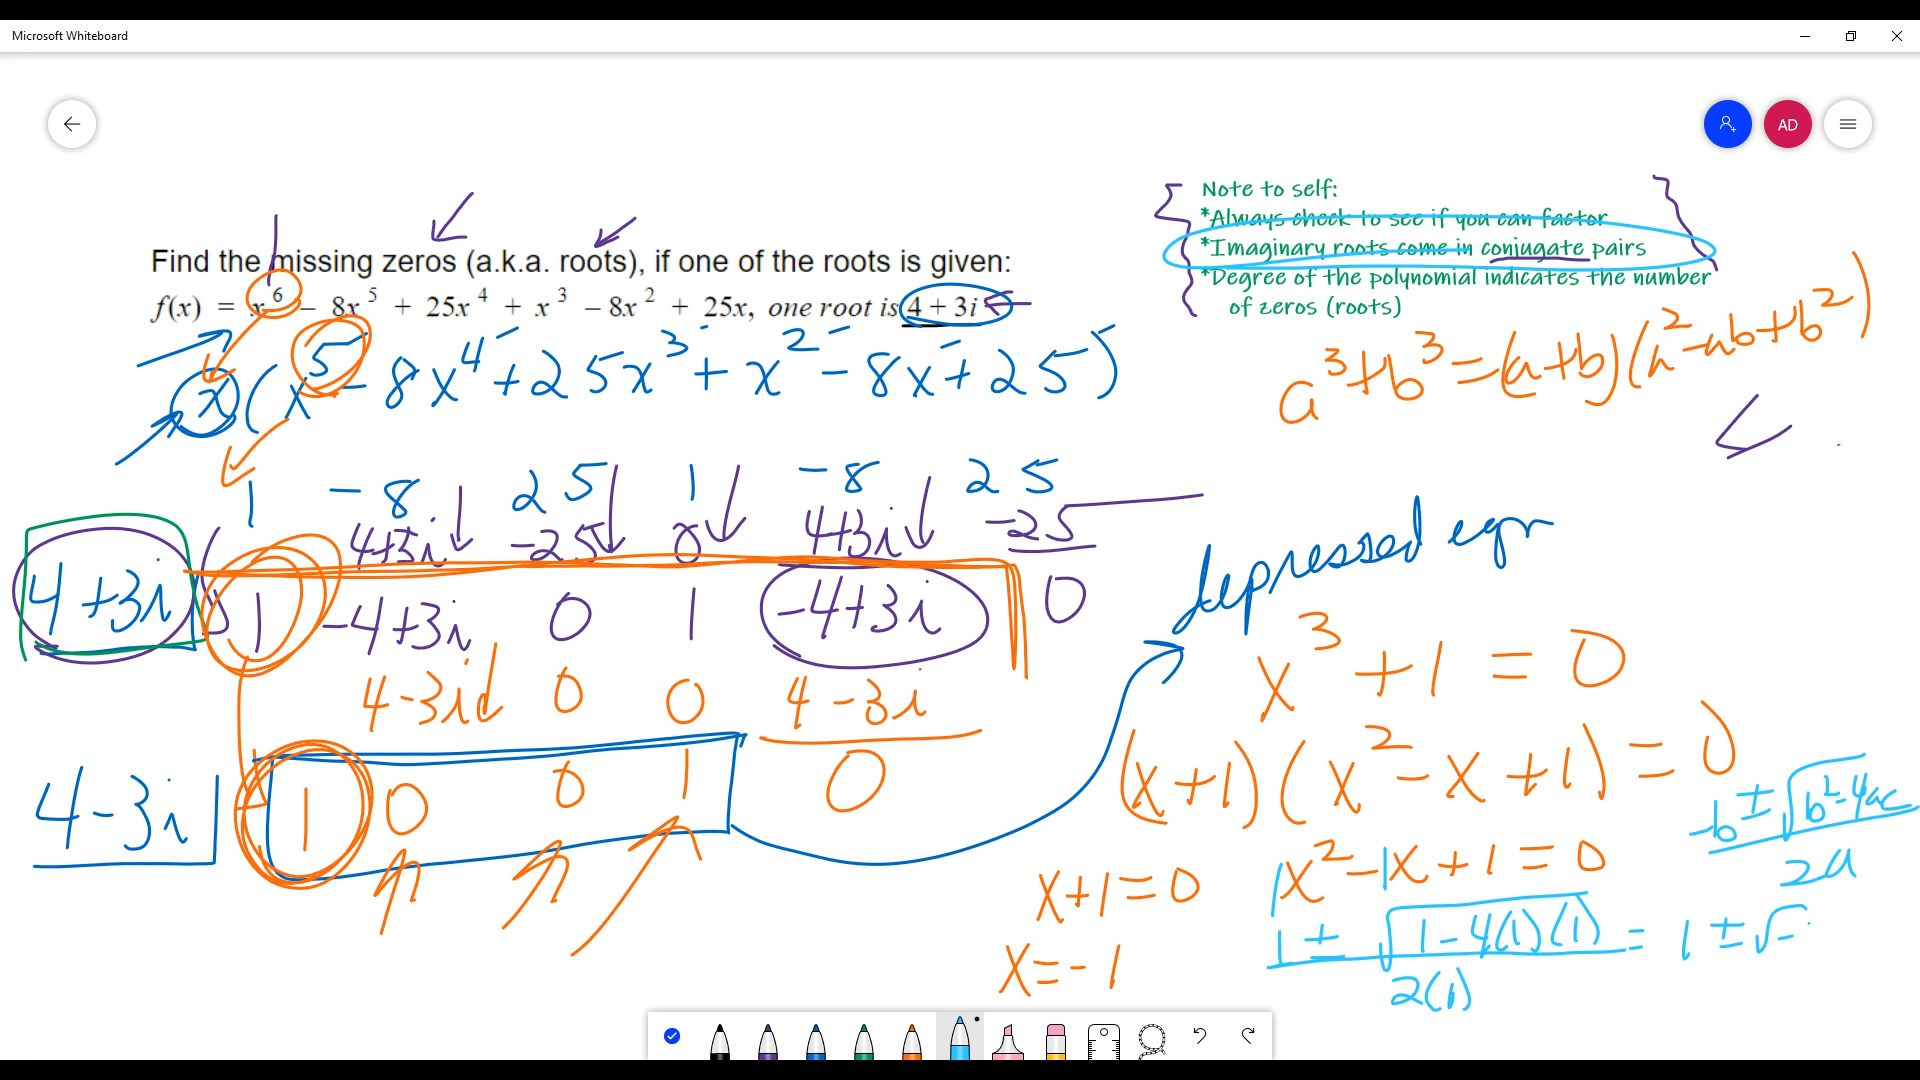 Microsoft Whiteboard
AD
Note to self:
*Always check to see if you can factor
*Imaginary roots come in conjugate pairs
*Degree of the polynomial indicates the number
of zeros (roots)
Find the missing zeros (a.k.a. roots), if one of the roots is given:
f(x) = x⁶ – 8x⁵ + 25x⁴ + x³ – 8x² + 25x, one root is 4 + 3i
a³+b³=(a+b)(a²-ab+b²)
x(x⁵-8x⁴+25x³+x²-8x+25)
1 -8 25 1 -8 25
4+3i -25 0 4+3i -25
4+3i 1 -4+3i 0 1 -4+3i 0
4-3i 0 0 4-3i
4-3i 1 0 0 1 0
depressed eqn
x³+1=0
(x+1)(x²-x+1)=0
-b±√b²-4ac
2a
x+1=0
x=-1
1x²-1x+1=0
1±√1-4(1)(1) = 1±√-
2(1)